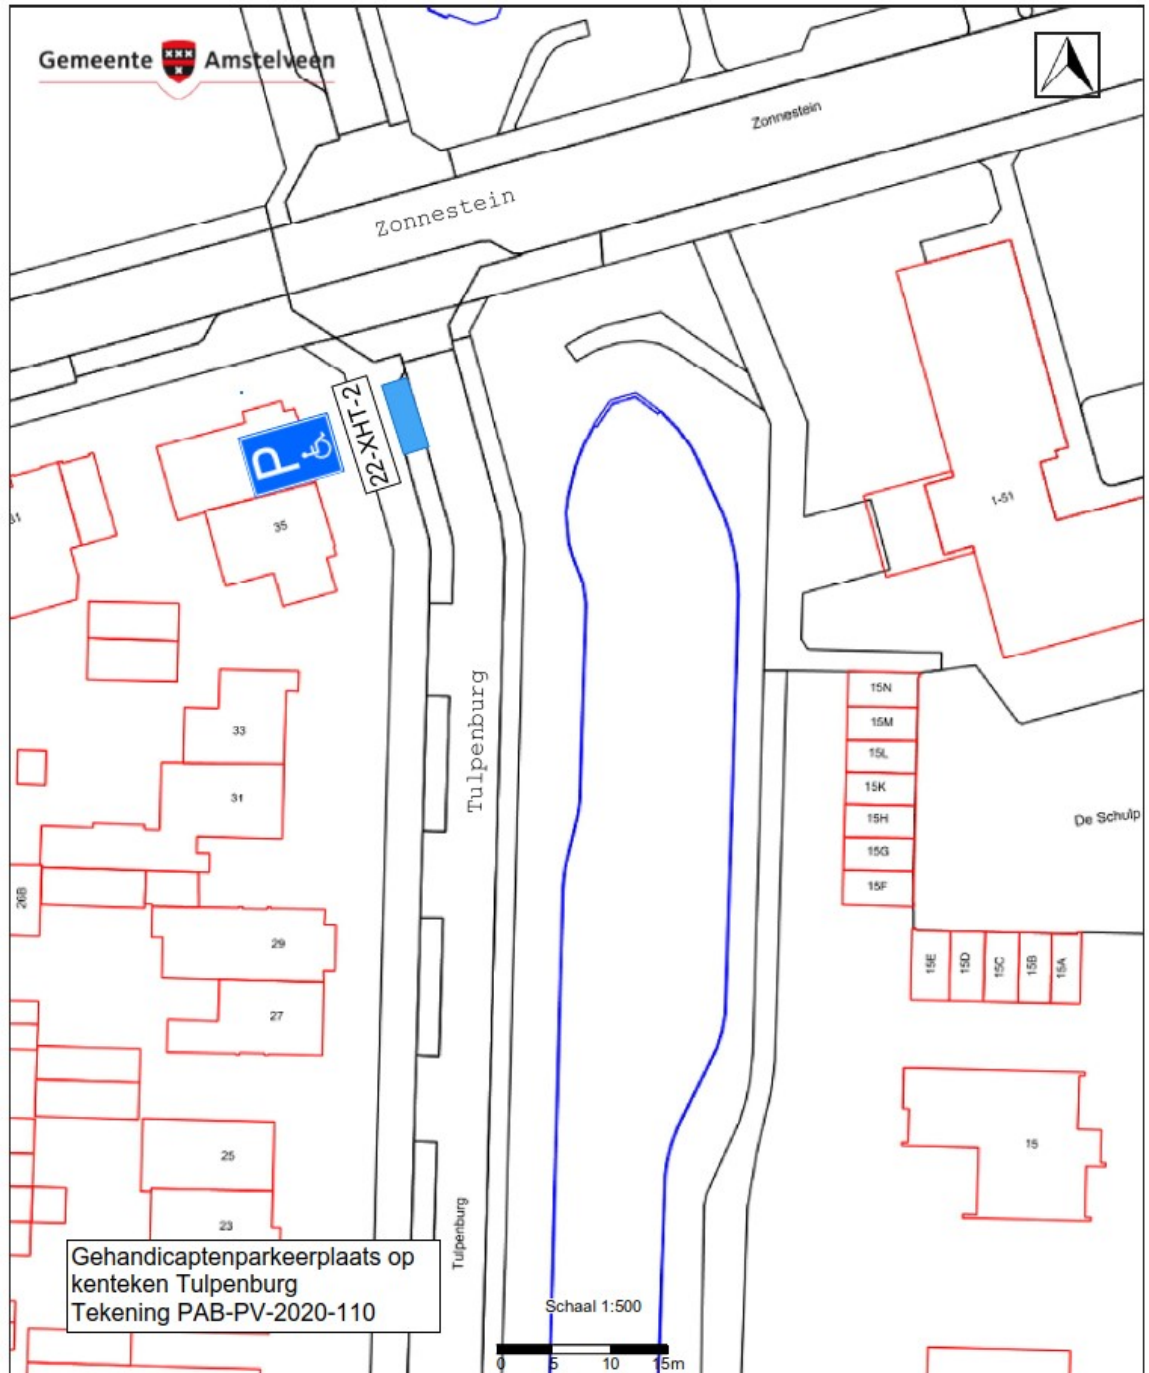 Gemeente Amstelveen
Zonnestein
Zonnestein
22-XHT-2
P
35
31
1-51
33
31
Tulpenburg
15N
15M
15L
15K
15H
15G
15F
De Schulp
26B
29
27
15E
15D
15C
15B
15A
25
23
15
Tulpenburg
Gehandicaptenparkeerplaats op
kenteken Tulpenburg
Tekening PAB-PV-2020-110
Schaal 1:500
0 5 10 15m